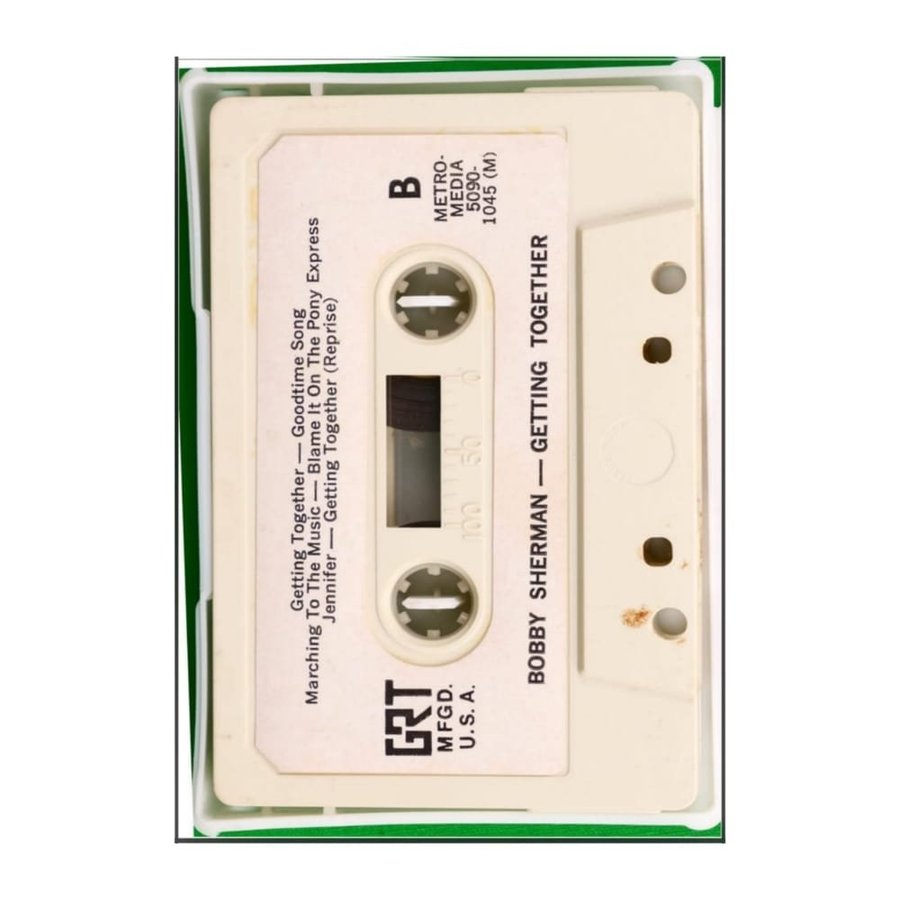 Getting Together — Goodtime Song
Marching To The Music — Blame It On The Pony Express
Jennifer — Getting Together (Reprise)
B
METRO-
MEDIA
5090-
1045 (M)
GRT
MFGD.
U.S.A.
100 50 0
BOBBY SHERMAN — GETTING TOGETHER